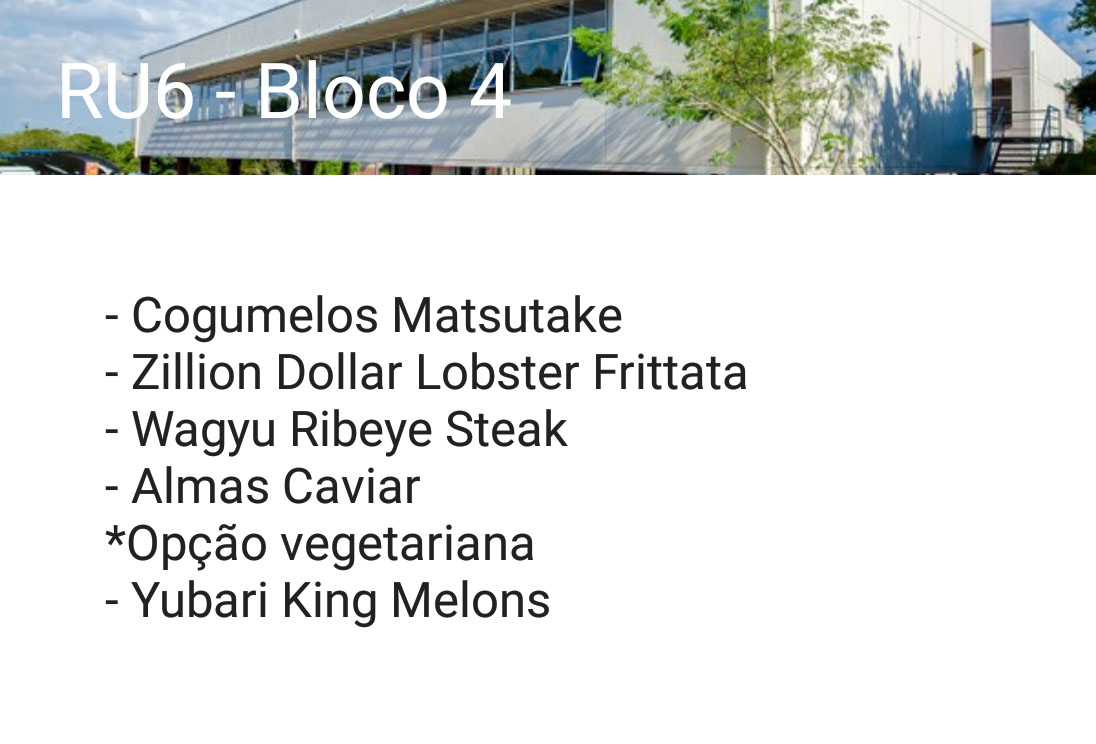 RU6 - Bloco 4
- Cogumelos Matsutake
- Zillion Dollar Lobster Frittata
- Wagyu Ribeye Steak
- Almas Caviar
*Opção vegetariana
- Yubari King Melons